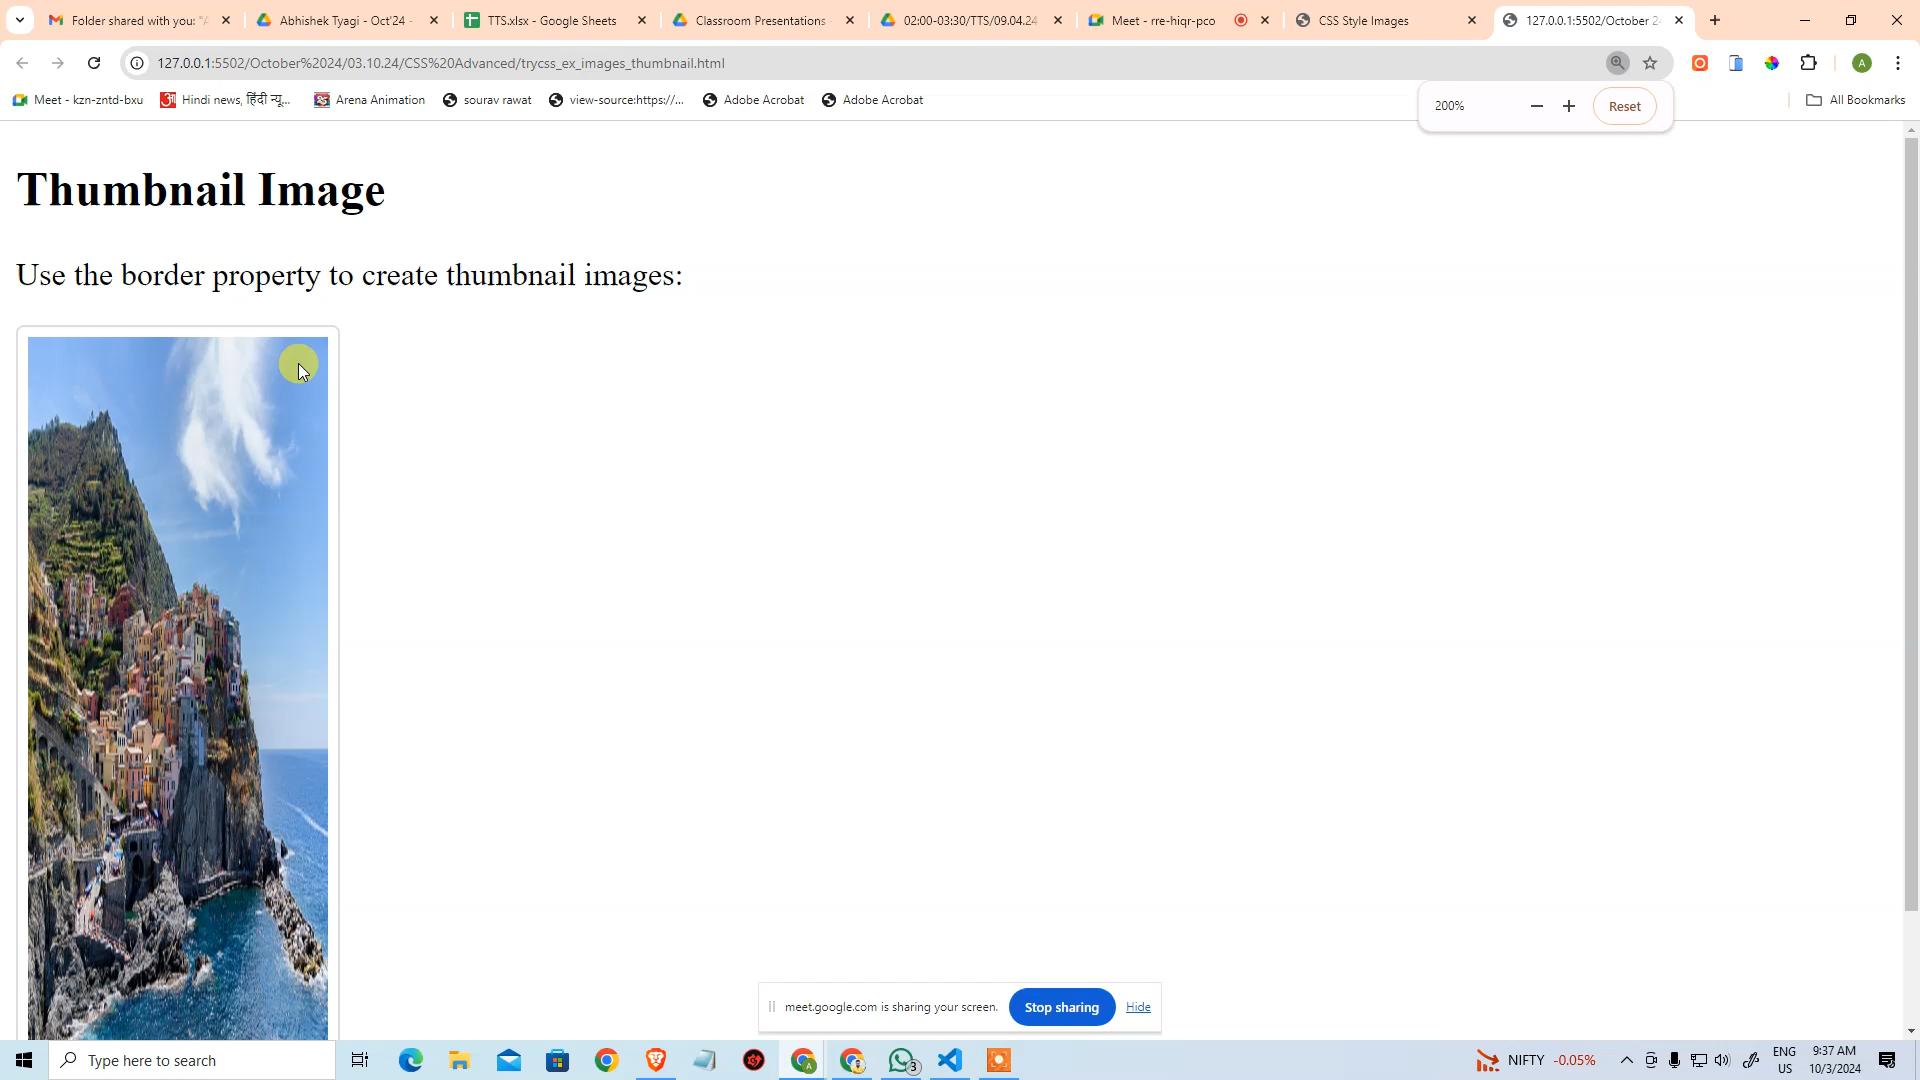 Folder shared with you: "A
Abhishek Tyagi - Oct'24 -
TTS.xlsx - Google Sheets
Classroom Presentations -
02:00-03:30/TTS/09.04.24
Meet - rre-hiqr-pco
CSS Style Images
127.0.0.1:5502/October 24
127.0.0.1:5502/October%2024/03.10.24/CSS%20Advanced/trycss_ex_images_thumbnail.html
A
Meet - kzn-zntd-bxu
Hindi news, हिंदी न्यू...
Arena Animation
sourav rawat
view-source:https://...
Adobe Acrobat
Adobe Acrobat
All Bookmarks
200%
Reset
Thumbnail Image
Use the border property to create thumbnail images:
meet.google.com is sharing your screen.
Stop sharing
Hide
Type here to search
3
NIFTY -0.05%
ENG
US
9:37 AM
10/3/2024